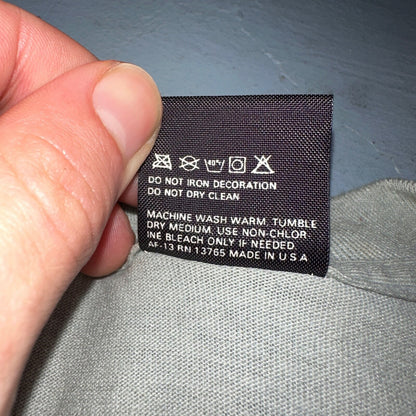 40°
DO NOT IRON DECORATION
DO NOT DRY CLEAN
MACHINE WASH WARM, TUMBLE
DRY MEDIUM, USE NON-CHLOR
INE BLEACH ONLY IF NEEDED.
AF-13 RN 13765 MADE IN U S A